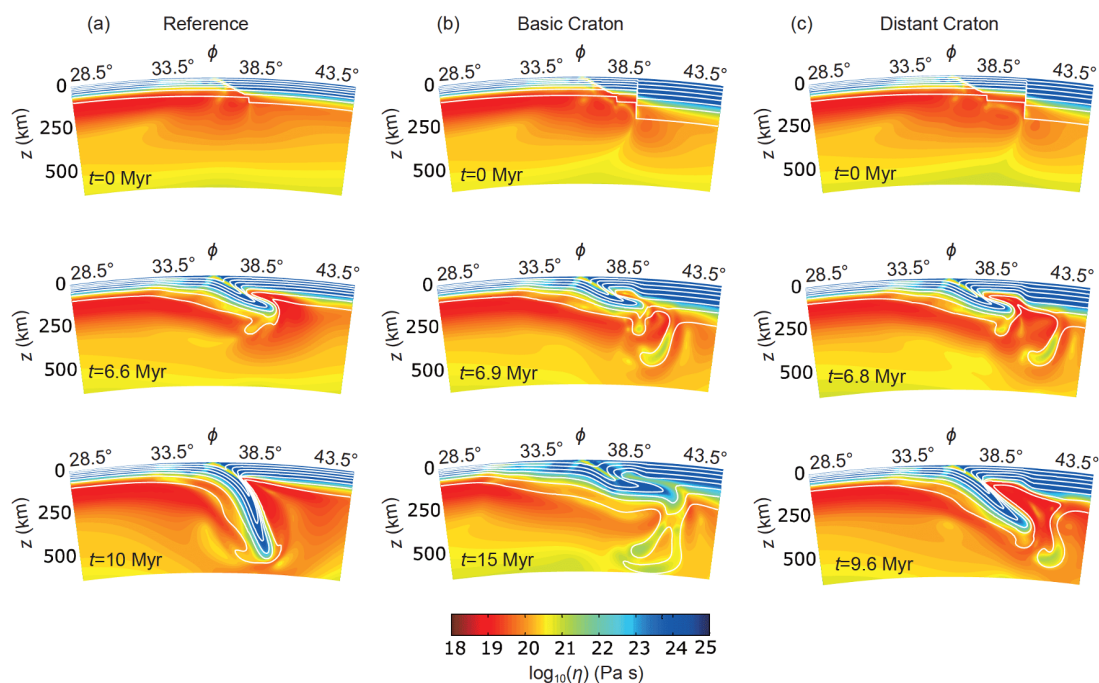 (a) Reference (b) Basic Craton (c) Distant Craton
ϕ ϕ ϕ
28.5° 33.5° 38.5° 43.5° 28.5° 33.5° 38.5° 43.5° 28.5° 33.5° 38.5° 43.5°
0 0 0
250 250 250
500 500 500
z (km) z (km) z (km)
t=0 Myr t=0 Myr t=0 Myr
ϕ ϕ ϕ
28.5° 33.5° 38.5° 43.5° 28.5° 33.5° 38.5° 43.5° 28.5° 33.5° 38.5° 43.5°
0 0 0
250 250 250
500 500 500
z (km) z (km) z (km)
t=6.6 Myr t=6.9 Myr t=6.8 Myr
ϕ ϕ ϕ
28.5° 33.5° 38.5° 43.5° 28.5° 33.5° 38.5° 43.5° 28.5° 33.5° 38.5° 43.5°
0 0 0
250 250 250
500 500 500
z (km) z (km) z (km)
t=10 Myr t=15 Myr t=9.6 Myr
18 19 20 21 22 23 24 25
log₁₀(η) (Pa s)